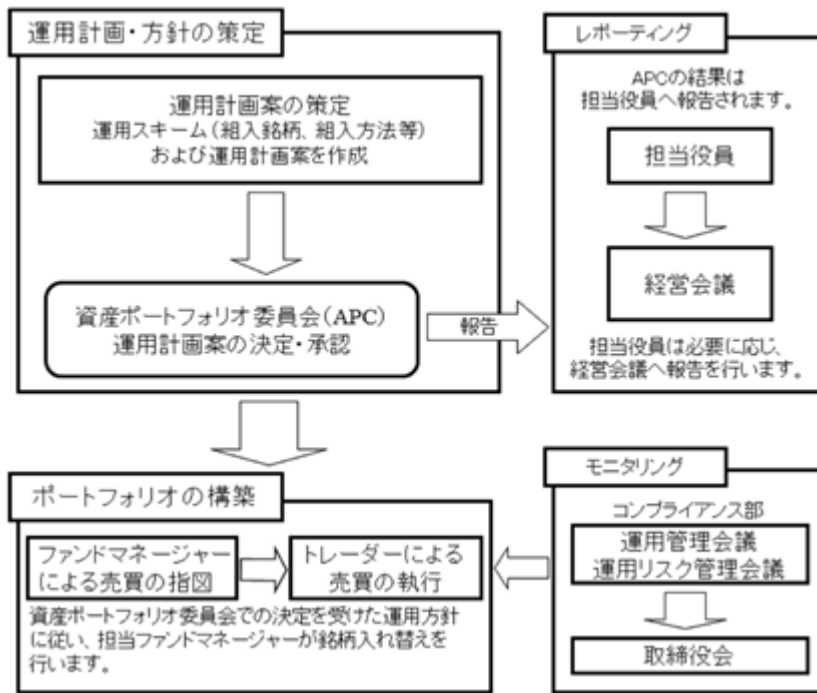 運用計画・方針の策定
運用計画案の策定
運用スキーム(組入銘柄、組入方法等)
および運用計画案を作成
資産ポートフォリオ委員会(APC)
運用計画案の決定・承認
報告
レポーティング
APCの結果は
担当役員へ報告されます。
担当役員
経営会議
担当役員は必要に応じ、
経営会議へ報告を行います。
ポートフォリオの構築
ファンドマネージャー
による売買の指図
トレーダーによる
売買の執行
資産ポートフォリオ委員会での決定を受けた運用方針
に従い、担当ファンドマネージャーが銘柄入れ替えを
行います。
モニタリング
コンプライアンス部
運用管理会議
運用リスク管理会議
取締役会